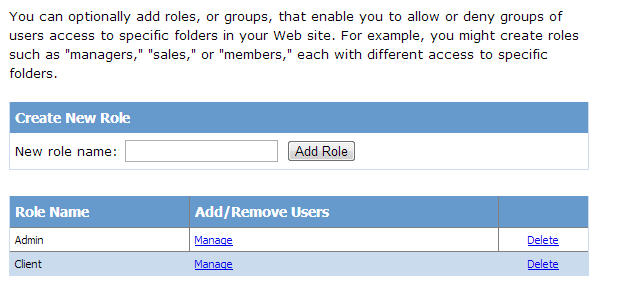 You can optionally add roles, or groups, that enable you to allow or deny groups of
users access to specific folders in your Web site. For example, you might create roles
such as "managers," "sales," or "members," each with different access to specific
folders.
Create New Role
New role name: Add Role
Role Name Add/Remove Users
Admin Manage Delete
Client Manage Delete